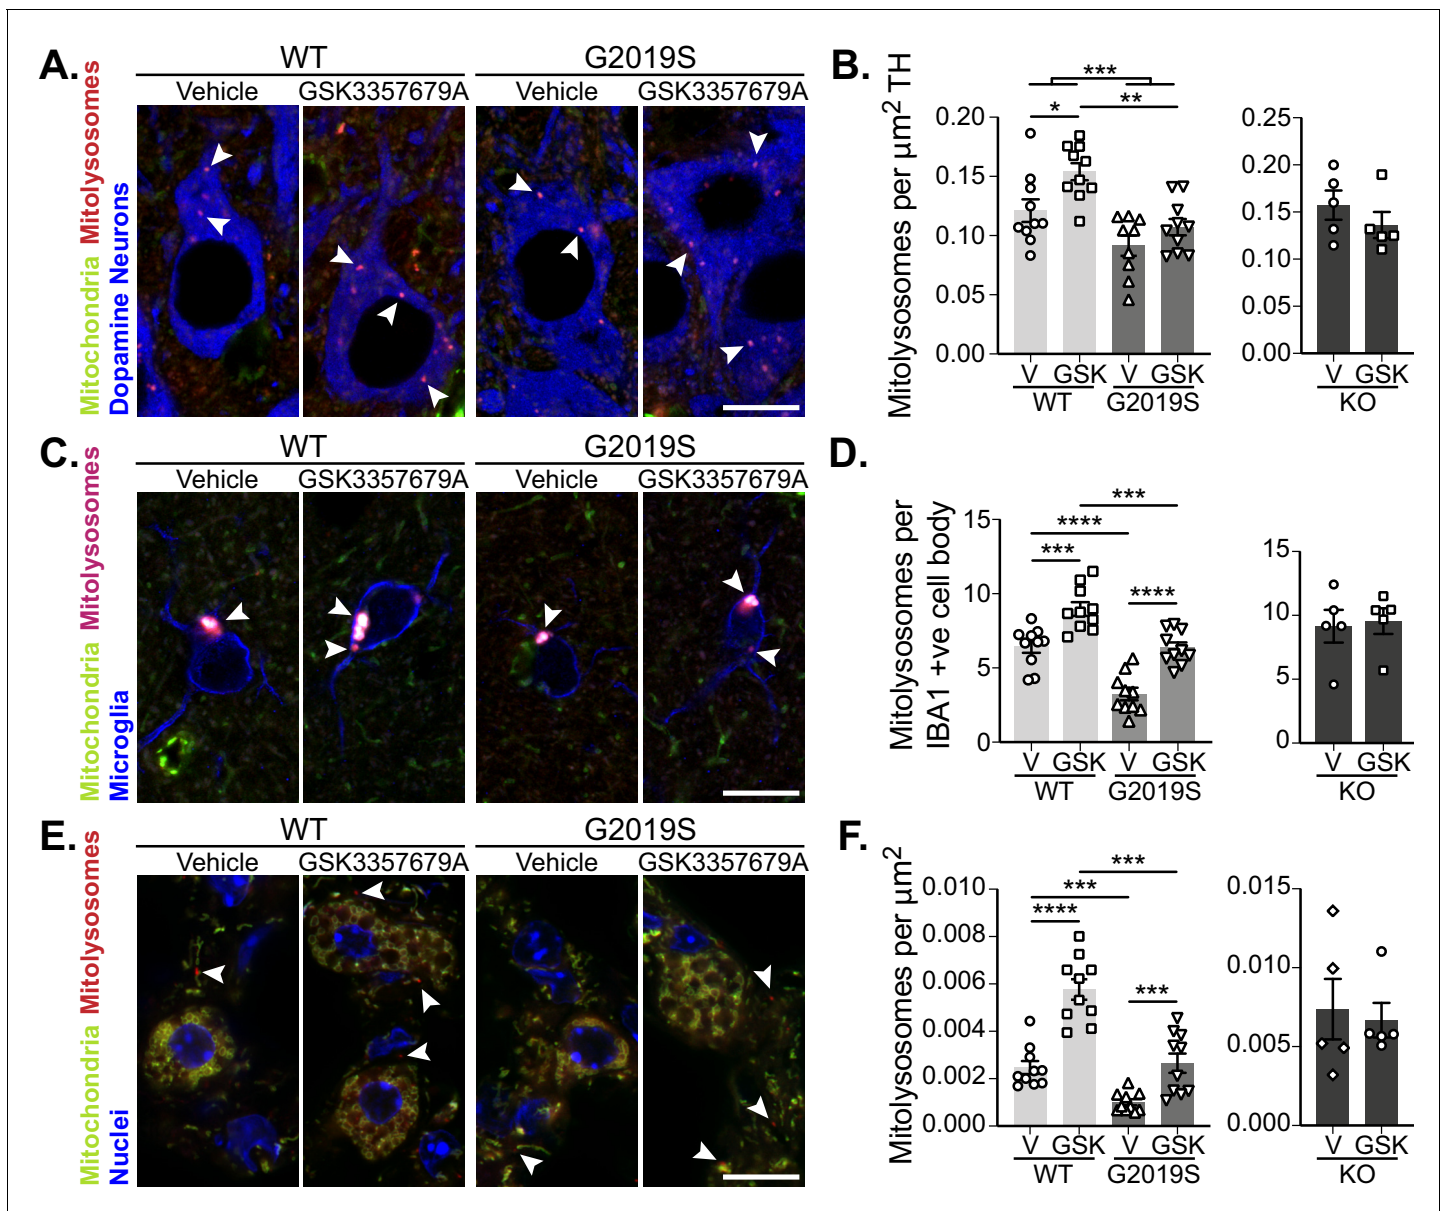 A.
WT
G2019S
Vehicle
GSK3357679A
Vehicle
GSK3357679A
Mitochondria Mitolysosomes
Dopamine Neurons
B.
Mitolysosomes per µm² TH
***
*
**
0.20
0.15
0.10
0.05
0.00
V GSK V GSK
WT G2019S
0.25
0.20
0.15
0.10
0.05
0.00
V GSK
KO
C.
WT
G2019S
Vehicle
GSK3357679A
Vehicle
GSK3357679A
Mitochondria Mitolysosomes
Microglia
D.
Mitolysosomes per
IBA1 +ve cell body
***
****
***
****
15
10
5
0
V GSK V GSK
WT G2019S
15
10
5
0
V GSK
KO
E.
WT
G2019S
Vehicle
GSK3357679A
Vehicle
GSK3357679A
Mitochondria Mitolysosomes
Nuclei
F.
Mitolysosomes per µm²
***
***
****
***
0.010
0.008
0.006
0.004
0.002
0.000
V GSK V GSK
WT G2019S
0.015
0.010
0.005
0.000
V GSK
KO